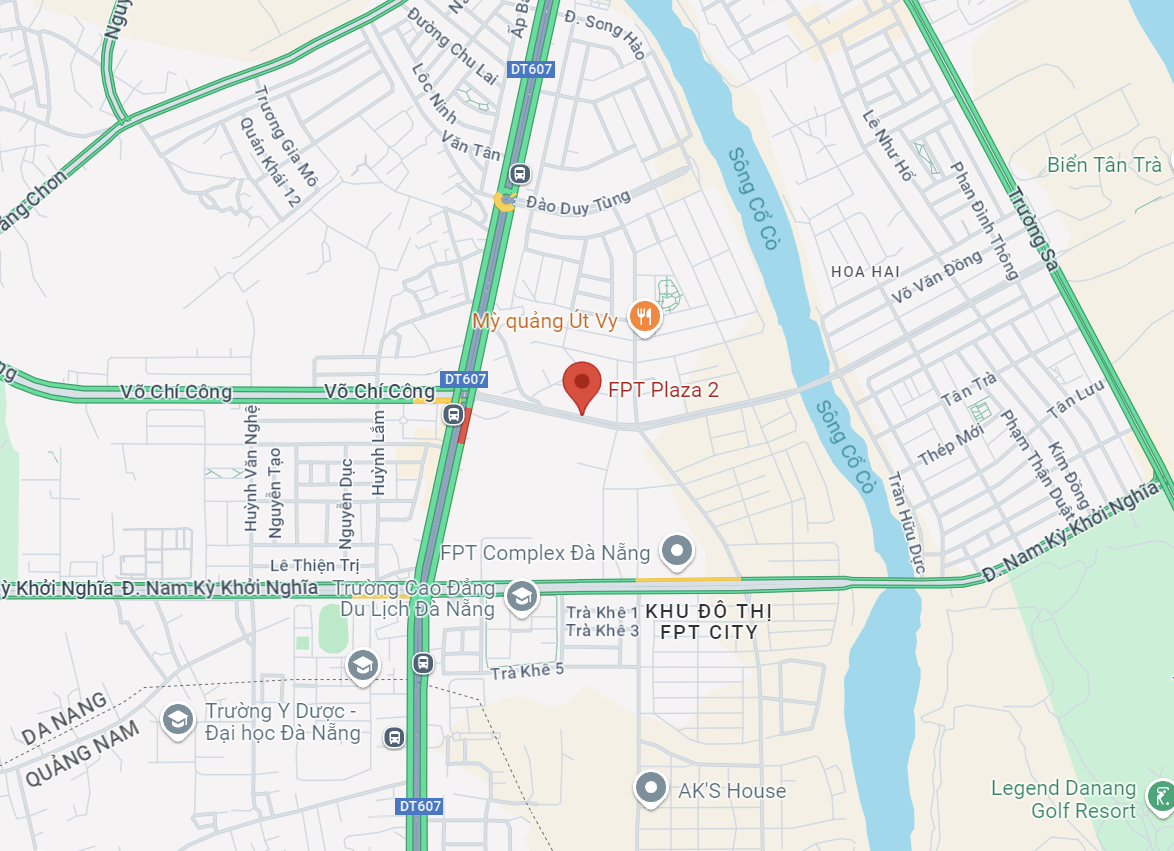 Đ. Song Hào
Đường Chu Lai
DT607
Lộc Ninh
Trương Gia Mô
Quán Khái 12
Văn Tân
Lê Như Hổ
Sông Cổ Cò
Biển Tân Trà
Phan Đình Thông
Đào Duy Tùng
Trường Sa
HOA HAI
Võ Văn Đồng
Mỳ quảng Út Vy
DT607
Võ Chí Công
Võ Chí Công
FPT Plaza 2
Tân Trà
Tân Lưu
Sông Cổ Cò
Thép Mới
Phạm Thận Duật
Kim Đồng
Huỳnh Văn Nghệ
Nguyễn Tạo
Nguyễn Dục
Huỳnh Lắm
Trần Hữu Dực
Đ. Nam Kỳ Khởi Nghĩa
FPT Complex Đà Nẵng
Lê Thiện Trị
ỳ Khởi Nghĩa
Đ. Nam Kỳ Khởi Nghĩa
Trường Cao Đẳng
Du Lịch Đà Nẵng
Trà Khê 1
Trà Khê 3
KHU ĐÔ THỊ
FPT CITY
Trà Khê 5
DA NANG
QUẢNG NAM
Trường Y Dược -
Đại học Đà Nẵng
AK'S House
Legend Danang
Golf Resort
DT607